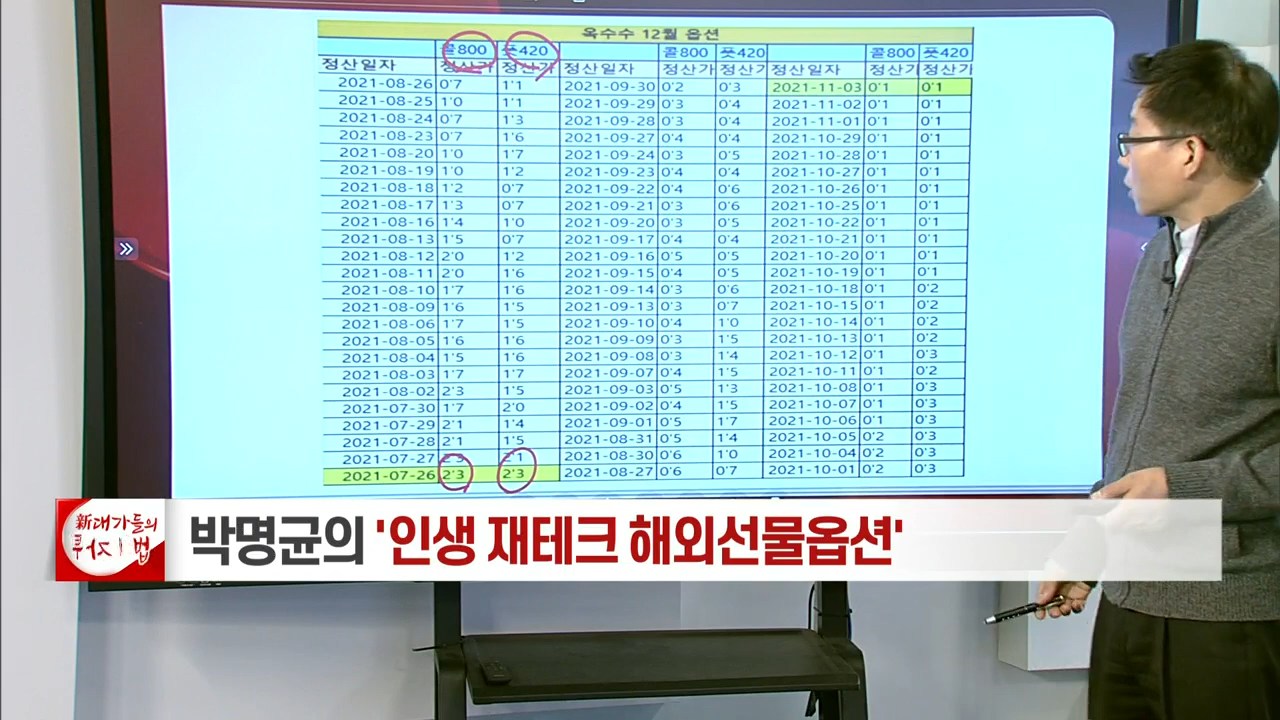 옥수수 12월 옵션
콜800 풋420 콜800 풋420 콜800 풋420
정산일자 정산가 정산가 정산일자 정산가 정산가 정산일자 정산가 정산가
2021-08-26 0'7 1'1 2021-09-30 0'2 0'3 2021-11-03 0'1 0'1
2021-08-25 1'0 1'1 2021-09-29 0'3 0'4 2021-11-02 0'1 0'1
2021-08-24 0'7 1'3 2021-09-28 0'3 0'4 2021-11-01 0'1 0'1
2021-08-23 0'7 1'6 2021-09-27 0'4 0'4 2021-10-29 0'1 0'1
2021-08-20 1'0 1'7 2021-09-24 0'3 0'5 2021-10-28 0'1 0'1
2021-08-19 1'0 1'2 2021-09-23 0'4 0'4 2021-10-27 0'1 0'1
2021-08-18 1'2 0'7 2021-09-22 0'4 0'6 2021-10-26 0'1 0'1
2021-08-17 1'3 0'7 2021-09-21 0'3 0'6 2021-10-25 0'1 0'1
2021-08-16 1'4 1'0 2021-09-20 0'3 0'5 2021-10-22 0'1 0'1
2021-08-13 1'5 0'7 2021-09-17 0'4 0'4 2021-10-21 0'1 0'1
2021-08-12 2'0 1'2 2021-09-16 0'5 0'5 2021-10-20 0'1 0'1
2021-08-11 2'0 1'6 2021-09-15 0'4 0'5 2021-10-19 0'1 0'1
2021-08-10 1'7 1'6 2021-09-14 0'3 0'6 2021-10-18 0'1 0'2
2021-08-09 1'6 1'5 2021-09-13 0'3 0'7 2021-10-15 0'1 0'2
2021-08-06 1'7 1'5 2021-09-10 0'4 1'0 2021-10-14 0'1 0'2
2021-08-05 1'6 1'6 2021-09-09 0'3 1'5 2021-10-13 0'1 0'2
2021-08-04 1'5 1'6 2021-09-08 0'3 1'4 2021-10-12 0'1 0'3
2021-08-03 1'7 1'7 2021-09-07 0'4 1'5 2021-10-11 0'1 0'2
2021-08-02 2'3 1'5 2021-09-03 0'5 1'3 2021-10-08 0'1 0'3
2021-07-30 1'7 2'0 2021-09-02 0'4 1'5 2021-10-07 0'1 0'3
2021-07-29 2'1 1'4 2021-09-01 0'5 1'7 2021-10-06 0'1 0'3
2021-07-28 2'1 1'5 2021-08-31 0'5 1'4 2021-10-05 0'2 0'3
2021-07-27 2'3 2'1 2021-08-30 0'6 1'0 2021-10-04 0'2 0'3
2021-07-26 2'3 2'3 2021-08-27 0'6 0'7 2021-10-01 0'2 0'3
新대가들의
법
박명균의 '인생 재테크 해외선물옵션'